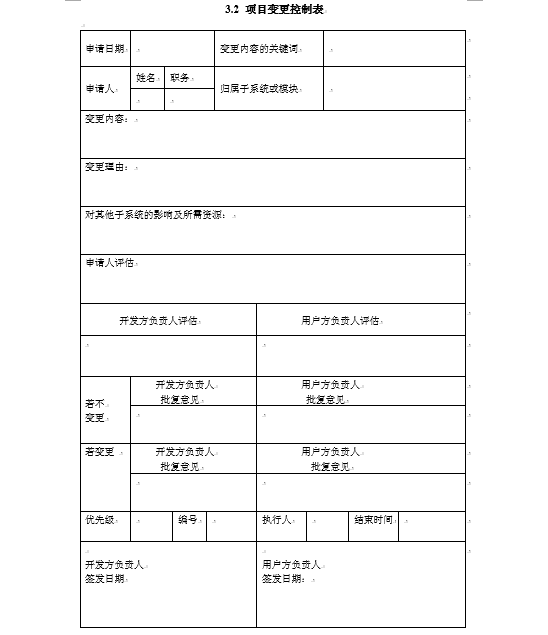 3.2 项目变更控制表
申请日期
变更内容的关键词
申请人
姓名
职务
归属子系统或模块
变更内容：
变更理由：
对其他子系统的影响及所需资源：
申请人评估
开发方负责人评估
用户方负责人评估
若不
变更
开发方负责人
批复意见
用户方负责人
批复意见
若变更
开发方负责人
批复意见
用户方负责人
批复意见
优先级
编号
执行人
结束时间
开发方负责人
签发日期
用户方负责人
签发日期：